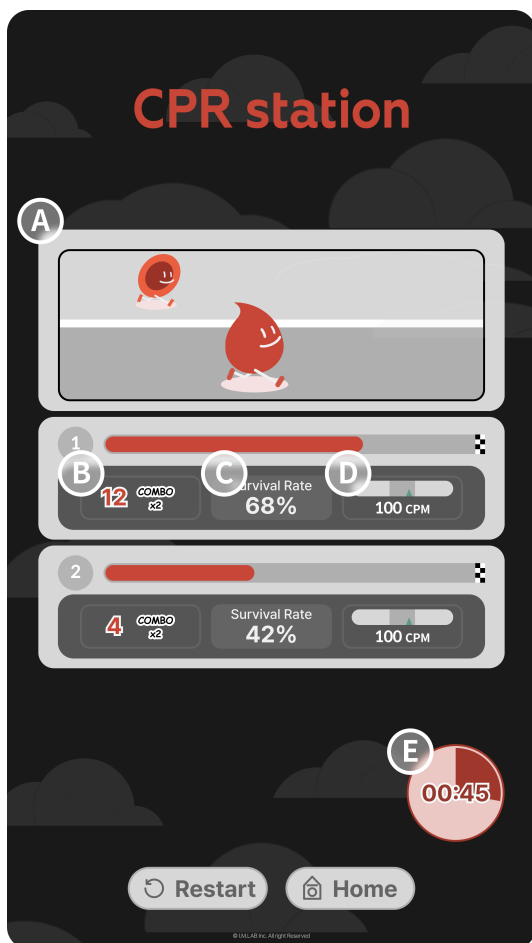 CPR station
A
1
B
12
COMBO
x2
C
Survival Rate
68%
D
100 CPM
2
4
COMBO
x2
Survival Rate
42%
100 CPM
E
00:45
Restart
Home
© I.M.LAB Inc. All right Reserved